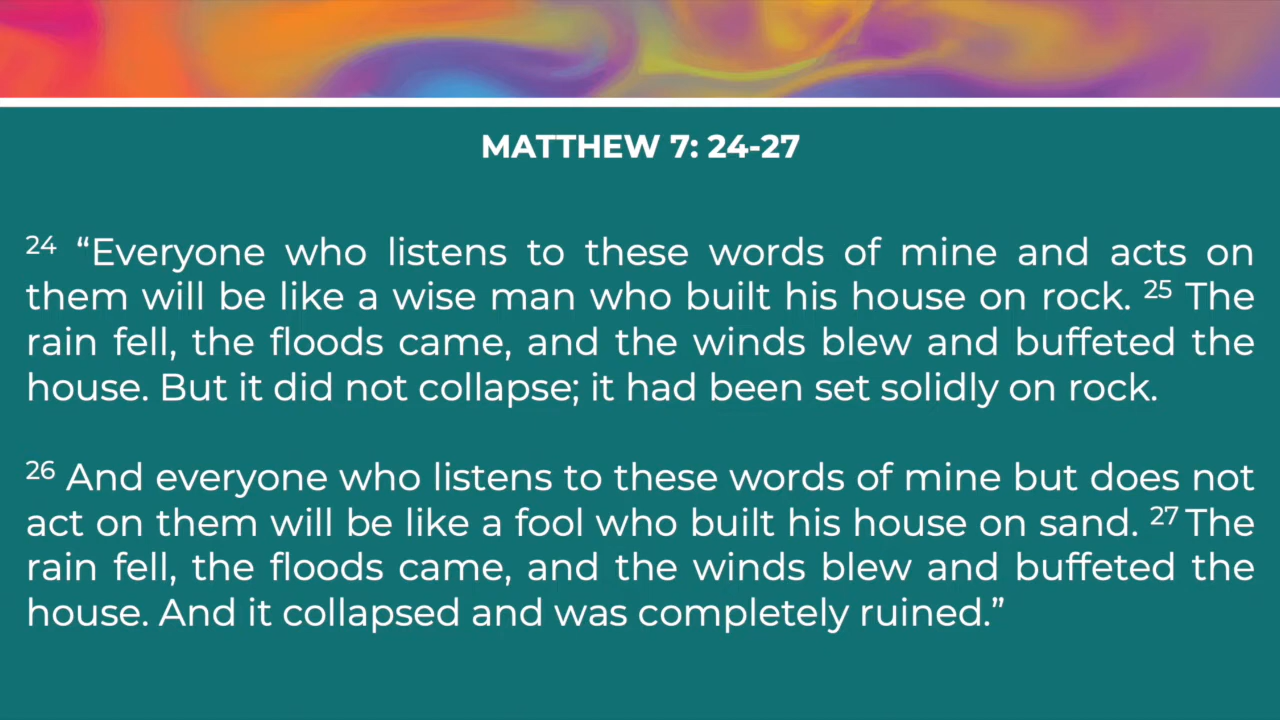 MATTHEW 7: 24-27
24 “Everyone who listens to these words of mine and acts on
them will be like a wise man who built his house on rock. 25 The
rain fell, the floods came, and the winds blew and buffeted the
house. But it did not collapse; it had been set solidly on rock.
26 And everyone who listens to these words of mine but does not
act on them will be like a fool who built his house on sand. 27 The
rain fell, the floods came, and the winds blew and buffeted the
house. And it collapsed and was completely ruined.”